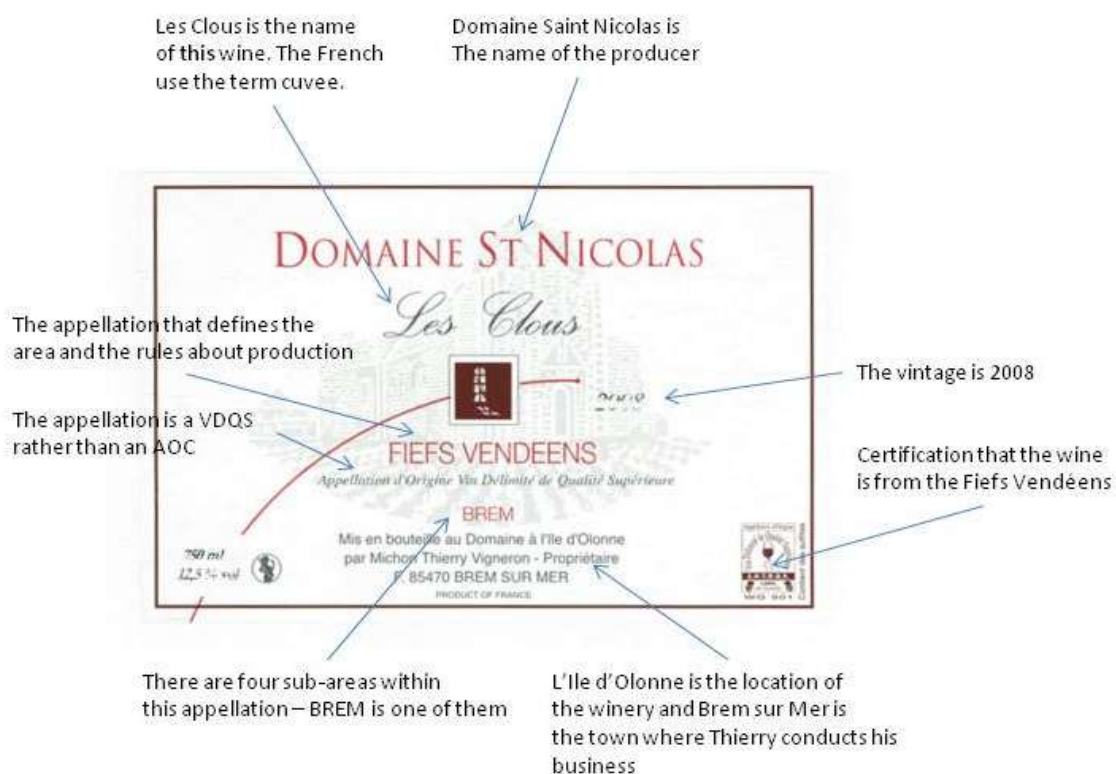 Les Clous is the name
of this wine. The French
use the term cuvee.
Domaine Saint Nicolas is
The name of the producer
DOMAINE ST NICOLAS
Les Clous
The appellation that defines the
area and the rules about production
The vintage is 2008
2008
The appellation is a VDQS
rather than an AOC
FIEFS VENDEENS
Appellation d'Origine Vin Délimité de Qualité Supérieure
Certification that the wine
is from the Fiefs Vendéens
BREM
Mis en bouteille au Domaine à l'Ile d'Olonne
par Michon Thierry Vigneron - Propriétaire
F. 85470 BREM SUR MER
PRODUCT OF FRANCE
750 ml
12,5 % vol
Contient des sulfites
There are four sub-areas within
this appellation – BREM is one of them
L'Ile d'Olonne is the location of
the winery and Brem sur Mer is
the town where Thierry conducts his
business